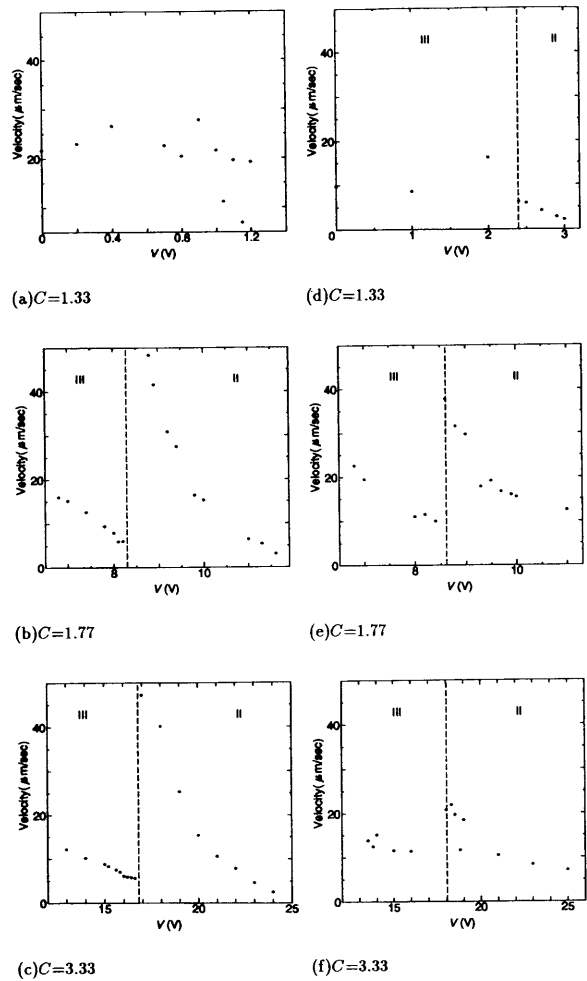 Velocity( μm/sec)
40
20
0 0.4 0.8 1.2
V (V)
(a)C=1.33
III II
Velocity( μm/sec)
40
20
0
0 1 2 3
V (V)
(d)C=1.33
III II
Velocity( μm/sec)
40
20
0
8 10
V (V)
(b)C=1.77
III II
Velocity( μm/sec)
40
20
0
8 10
V (V)
(e)C=1.77
III II
Velocity( μm/sec)
40
20
0
15 20 25
V (V)
(c)C=3.33
III II
Velocity( μm/sec)
40
20
0
15 20 25
V (V)
(f)C=3.33